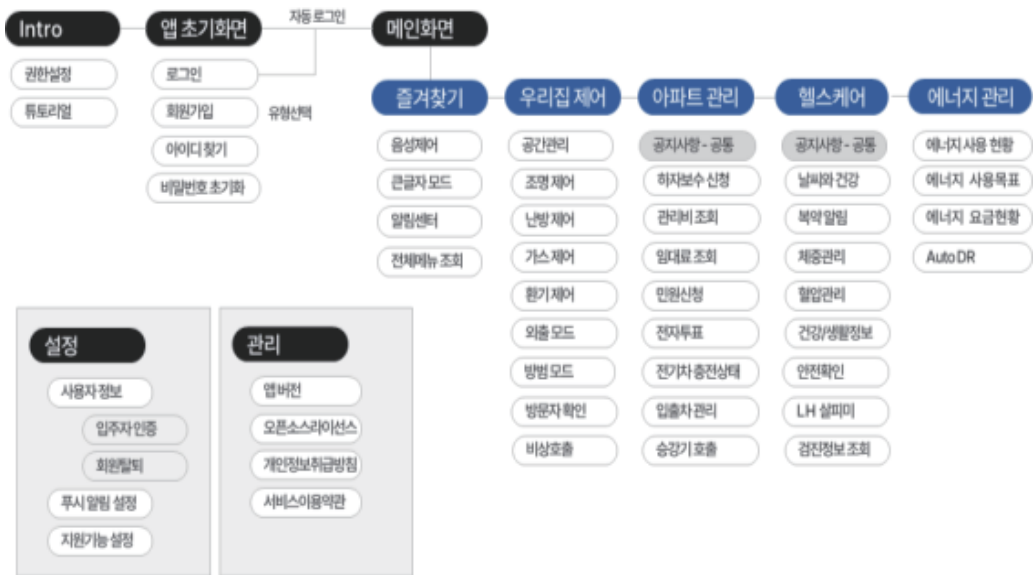 Intro
권한설정
튜토리얼
앱 초기화면
로그인
회원가입
유형선택
아이디 찾기
비밀번호 초기화
자동 로그인
메인화면
즐겨찾기
음성제어
큰글자 모드
알림센터
전체메뉴 조회
우리집 제어
공간관리
조명 제어
난방 제어
가스 제어
환기 제어
외출 모드
방범 모드
방문자 확인
비상호출
아파트 관리
공지사항 - 공통
하자보수 신청
관리비 조회
임대료 조회
민원신청
전자투표
전기차 충전상태
입출차 관리
승강기 호출
헬스케어
공지사항 - 공통
날씨와 건강
복약 알림
체중관리
혈압관리
건강/생활정보
안전확인
LH 살피미
검진정보 조회
에너지 관리
에너지 사용 현황
에너지 사용목표
에너지 요금현황
Auto DR
설정
사용자 정보
입주자 인증
회원탈퇴
푸시 알림 설정
지원기능 설정
관리
앱 버전
오픈소스라이선스
개인정보취급방침
서비스이용약관